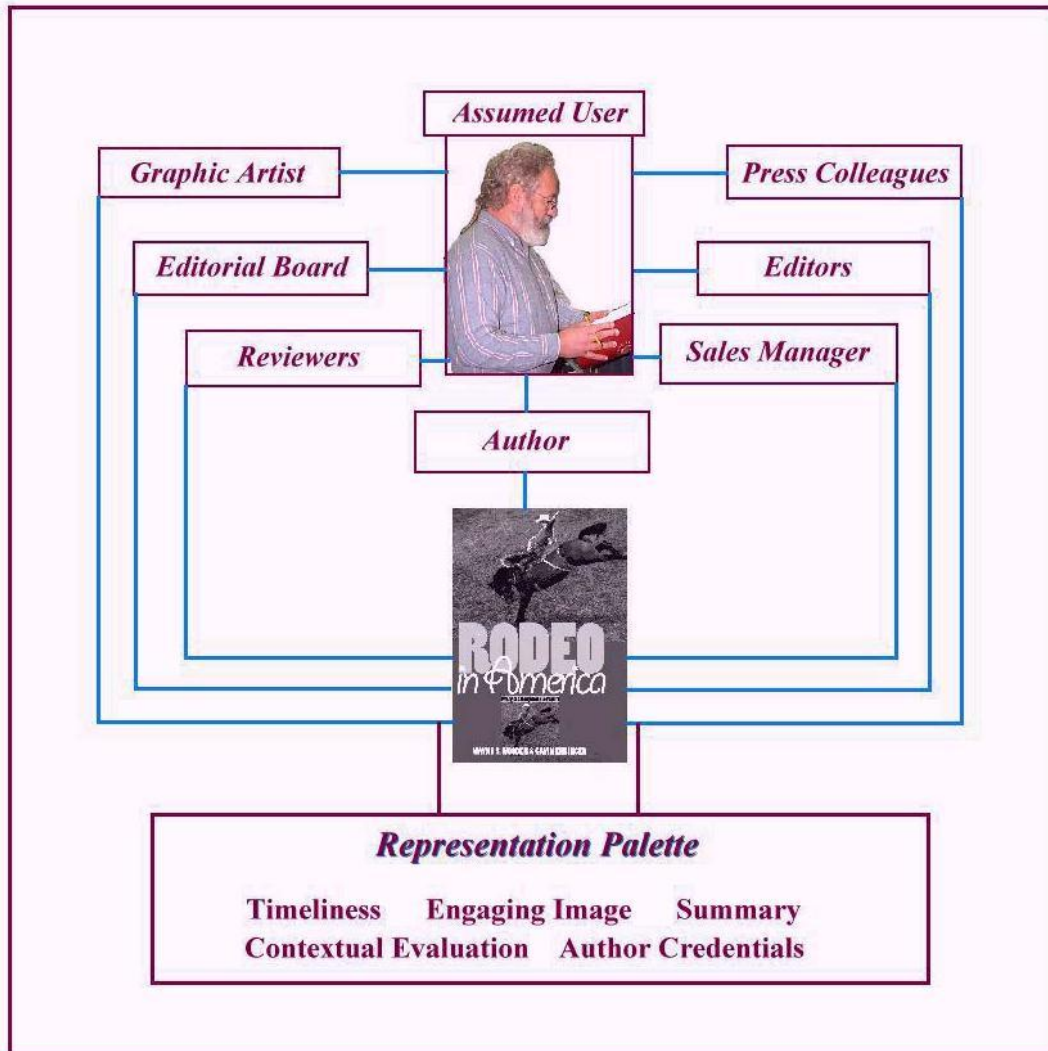 Assumed User
Graphic Artist
Press Colleagues
Editorial Board
Editors
Reviewers
Sales Manager
Author
RODEO
in America
Representation Palette
Timeliness Engaging Image Summary
Contextual Evaluation Author Credentials